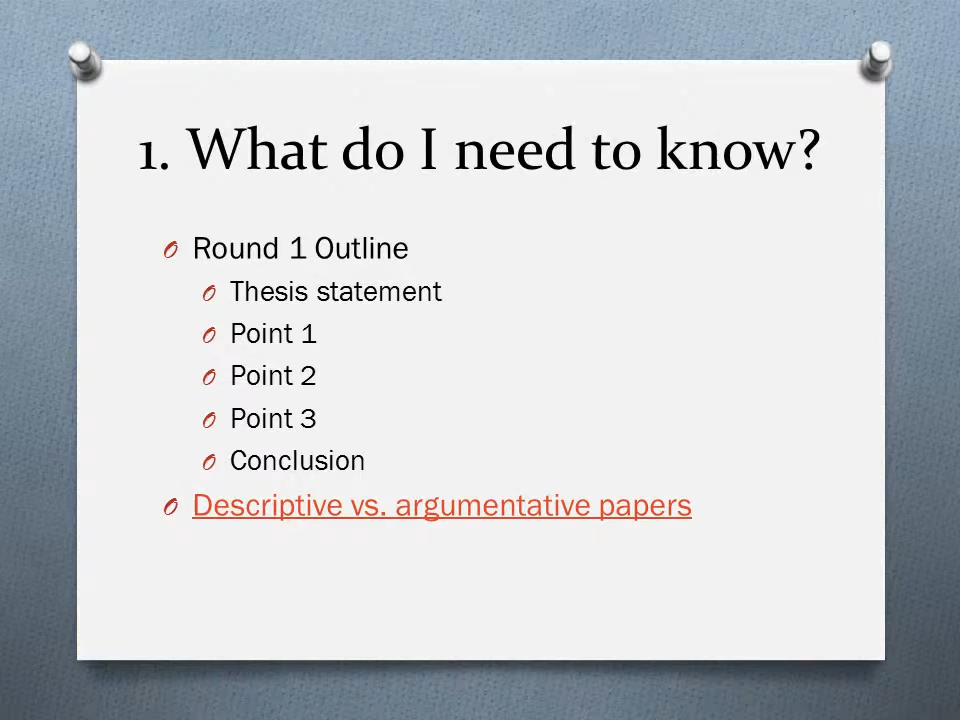 1. What do I need to know?
Round 1 Outline
Thesis statement
Point 1
Point 2
Point 3
Conclusion
Descriptive vs. argumentative papers